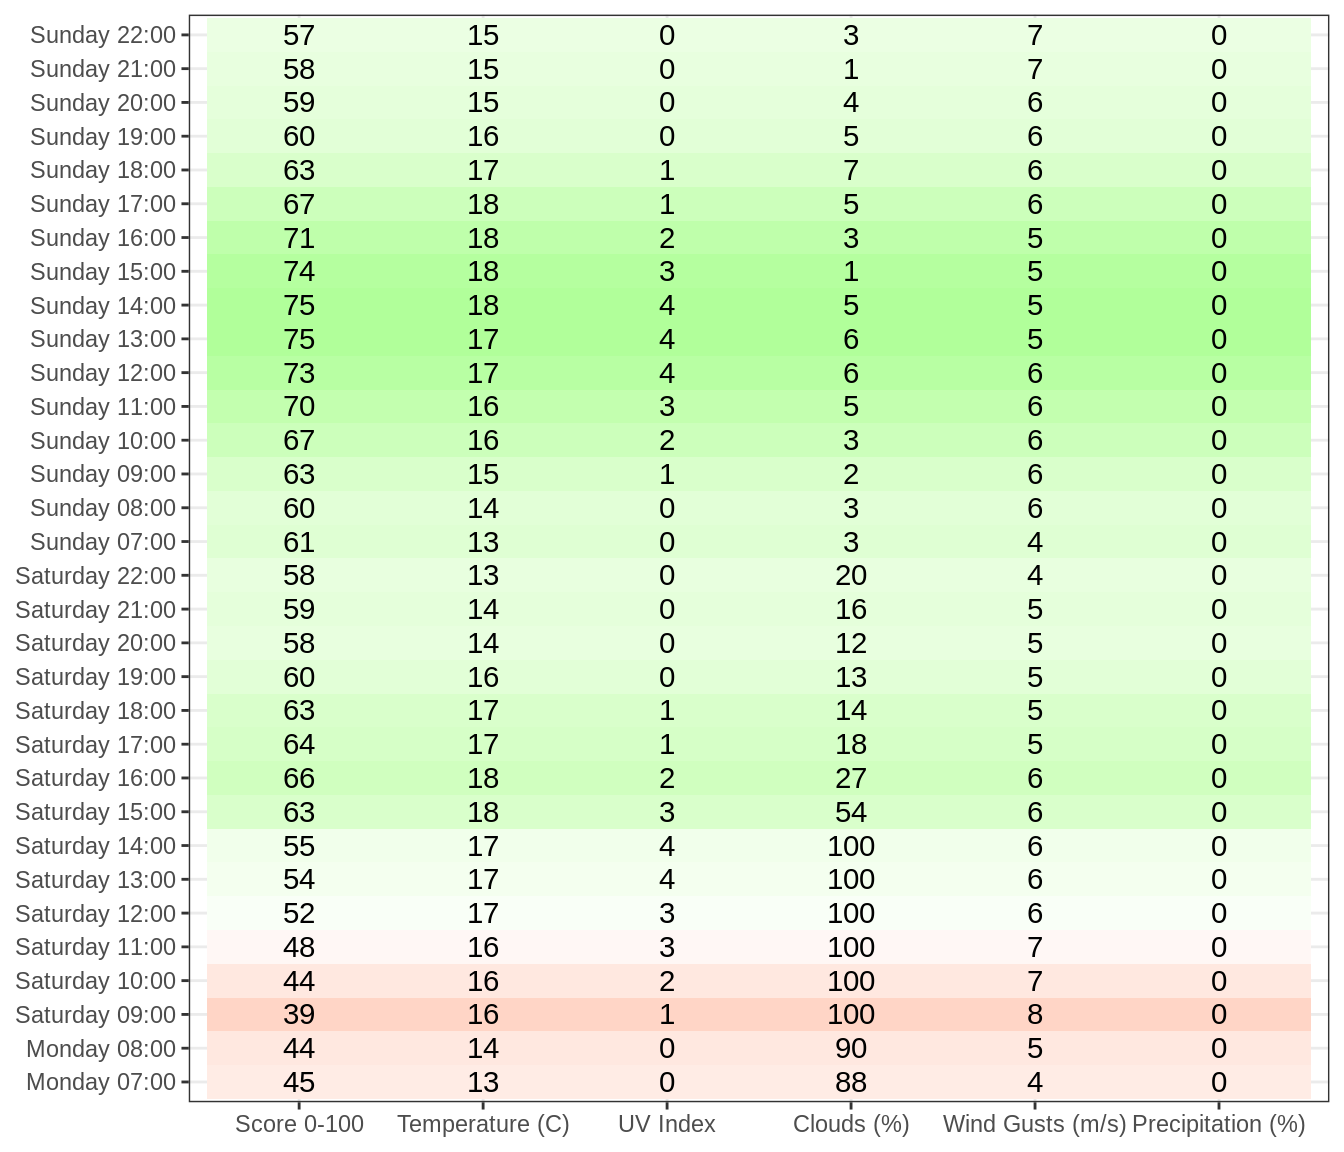 Sunday 22:00 57 15 0 3 7 0
Sunday 21:00 58 15 0 1 7 0
Sunday 20:00 59 15 0 4 6 0
Sunday 19:00 60 16 0 5 6 0
Sunday 18:00 63 17 1 7 6 0
Sunday 17:00 67 18 1 5 6 0
Sunday 16:00 71 18 2 3 5 0
Sunday 15:00 74 18 3 1 5 0
Sunday 14:00 75 18 4 5 5 0
Sunday 13:00 75 17 4 6 5 0
Sunday 12:00 73 17 4 6 6 0
Sunday 11:00 70 16 3 5 6 0
Sunday 10:00 67 16 2 3 6 0
Sunday 09:00 63 15 1 2 6 0
Sunday 08:00 60 14 0 3 6 0
Sunday 07:00 61 13 0 3 4 0
Saturday 22:00 58 13 0 20 4 0
Saturday 21:00 59 14 0 16 5 0
Saturday 20:00 58 14 0 12 5 0
Saturday 19:00 60 16 0 13 5 0
Saturday 18:00 63 17 1 14 5 0
Saturday 17:00 64 17 1 18 5 0
Saturday 16:00 66 18 2 27 6 0
Saturday 15:00 63 18 3 54 6 0
Saturday 14:00 55 17 4 100 6 0
Saturday 13:00 54 17 4 100 6 0
Saturday 12:00 52 17 3 100 6 0
Saturday 11:00 48 16 3 100 7 0
Saturday 10:00 44 16 2 100 7 0
Saturday 09:00 39 16 1 100 8 0
Monday 08:00 44 14 0 90 5 0
Monday 07:00 45 13 0 88 4 0
Score 0-100 Temperature (C) UV Index Clouds (%) Wind Gusts (m/s) Precipitation (%)